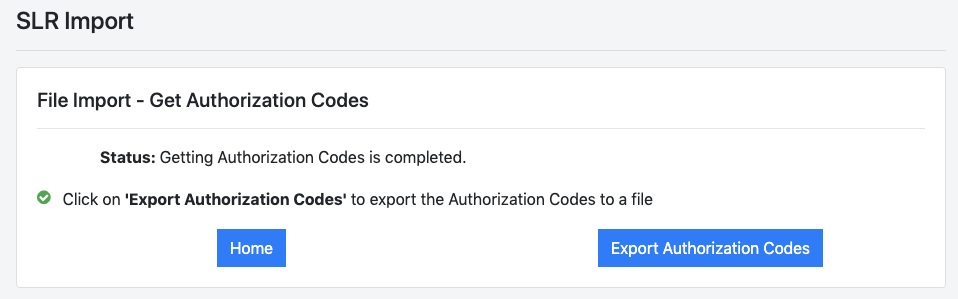 SLR Import
File Import - Get Authorization Codes
Status: Getting Authorization Codes is completed.
Click on 'Export Authorization Codes' to export the Authorization Codes to a file
Home
Export Authorization Codes